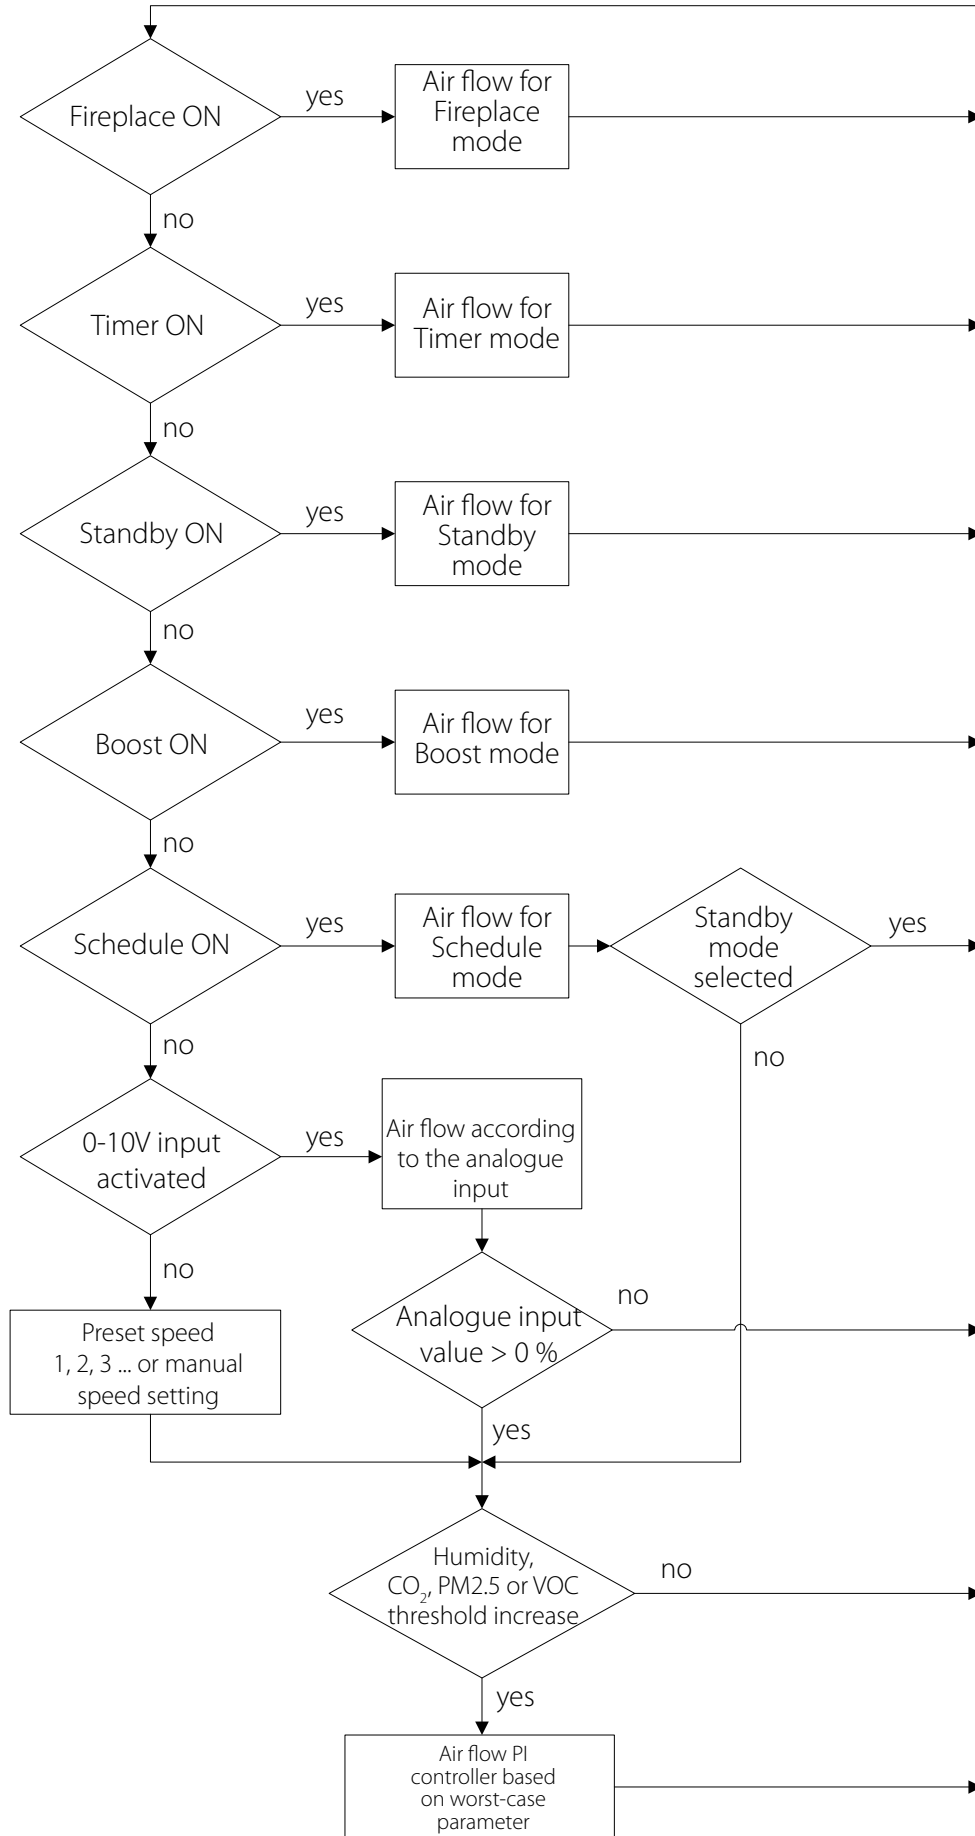 Fireplace ON
yes
Air flow for
Fireplace
mode
no
Timer ON
yes
Air flow for
Timer mode
no
Standby ON
yes
Air flow for
Standby
mode
no
Boost ON
yes
Air flow for
Boost mode
no
Schedule ON
yes
Air flow for
Schedule
mode
Standby
mode
selected
yes
no
no
0-10V input
activated
yes
Air flow according
to the analogue
input
no
Preset speed
1, 2, 3 ... or manual
speed setting
Analogue input
value > 0 %
no
yes
Humidity,
CO₂, PM2.5 or VOC
threshold increase
no
yes
Air flow PI
controller based
on worst-case
parameter